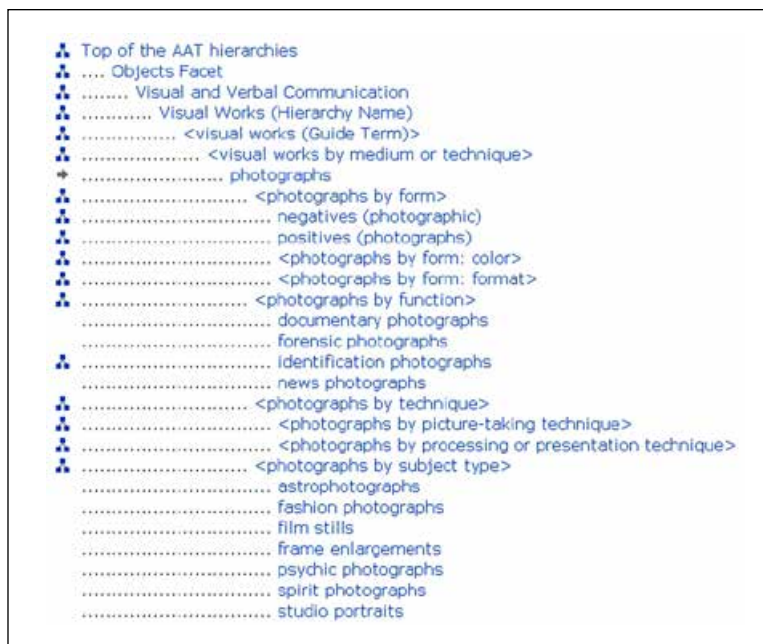 Top of the AAT hierarchies
.... Objects Facet
........ Visual and Verbal Communication
............ Visual Works (Hierarchy Name)
................ <visual works (Guide Term)>
.................... <visual works by medium or technique>
........................ photographs
............................ <photographs by form>
................................ negatives (photographic)
................................ positives (photographs)
................................ <photographs by form: color>
................................ <photographs by form: format>
............................ <photographs by function>
................................ documentary photographs
................................ forensic photographs
................................ identification photographs
................................ news photographs
............................ <photographs by technique>
................................ <photographs by picture-taking technique>
................................ <photographs by processing or presentation technique>
............................ <photographs by subject type>
................................ astrophotographs
................................ fashion photographs
................................ film stills
................................ frame enlargements
................................ psychic photographs
................................ spirit photographs
................................ studio portraits